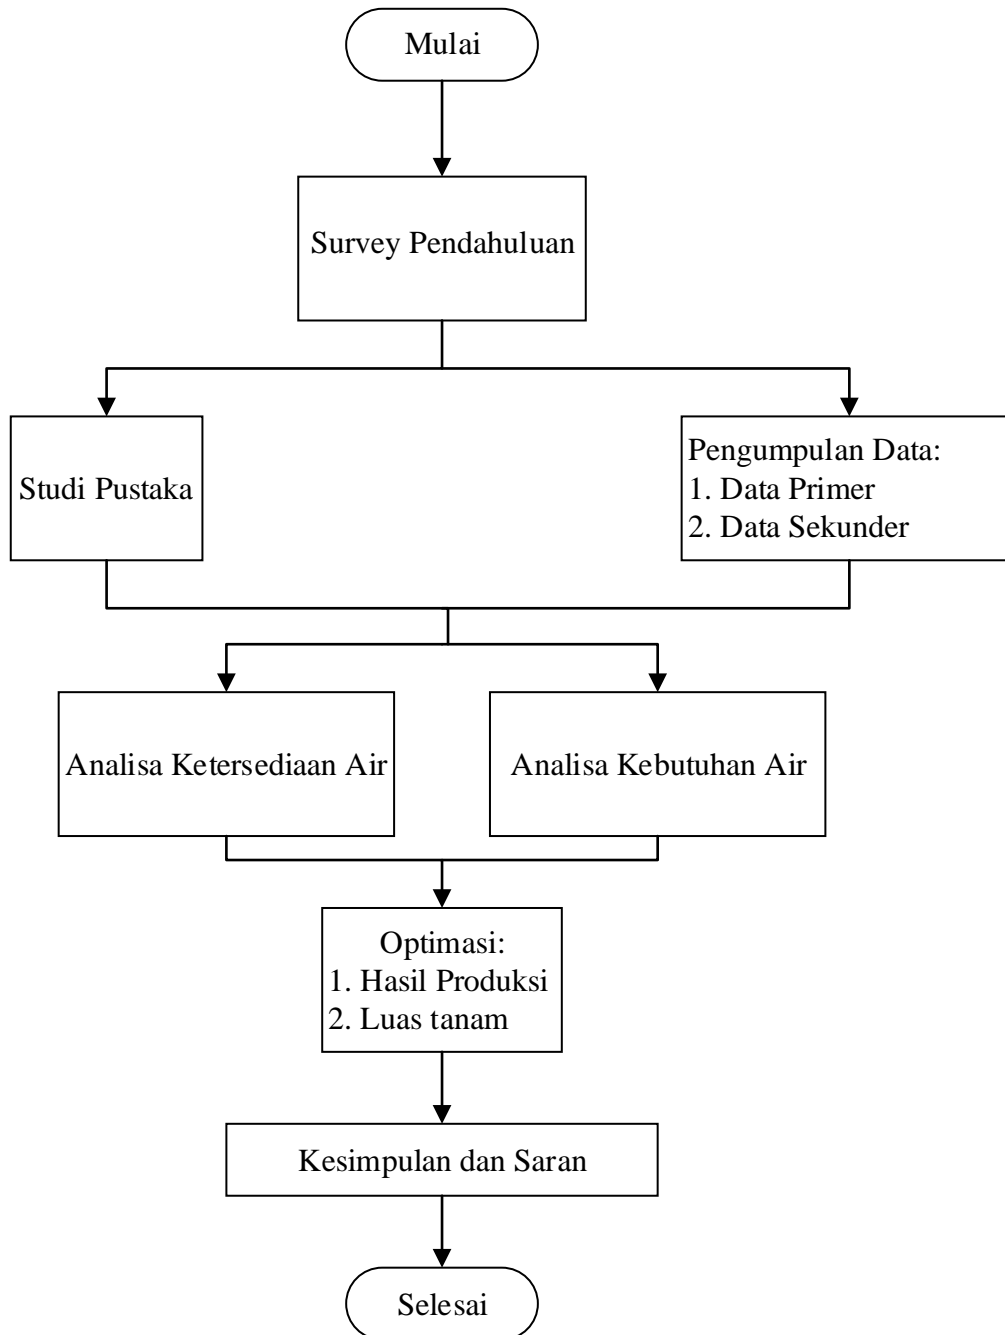 Mulai
Survey Pendahuluan
Studi Pustaka
Pengumpulan Data:
1. Data Primer
2. Data Sekunder
Analisa Ketersediaan Air
Analisa Kebutuhan Air
Optimasi:
1. Hasil Produksi
2. Luas tanam
Kesimpulan dan Saran
Selesai